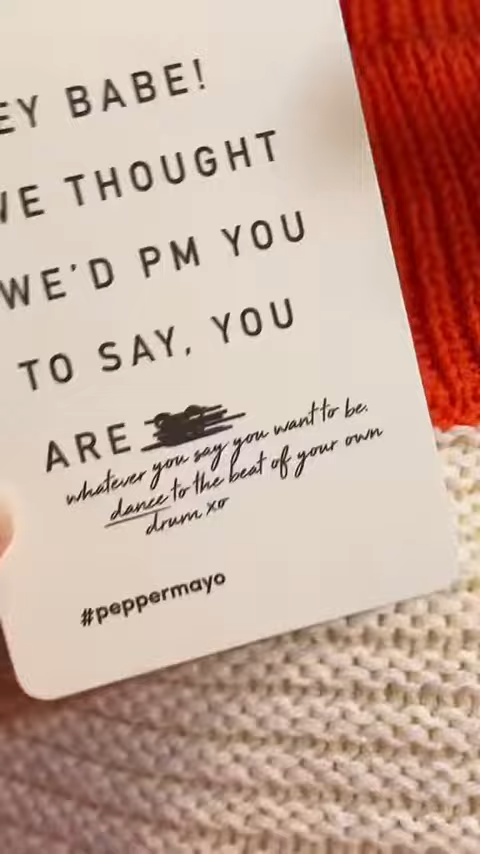 EY BABE!
VE THOUGHT
WE'D PM YOU
TO SAY, YOU
ARE
whatever you say you want to be.
dance to the beat of your own
drum xo
#peppermayo